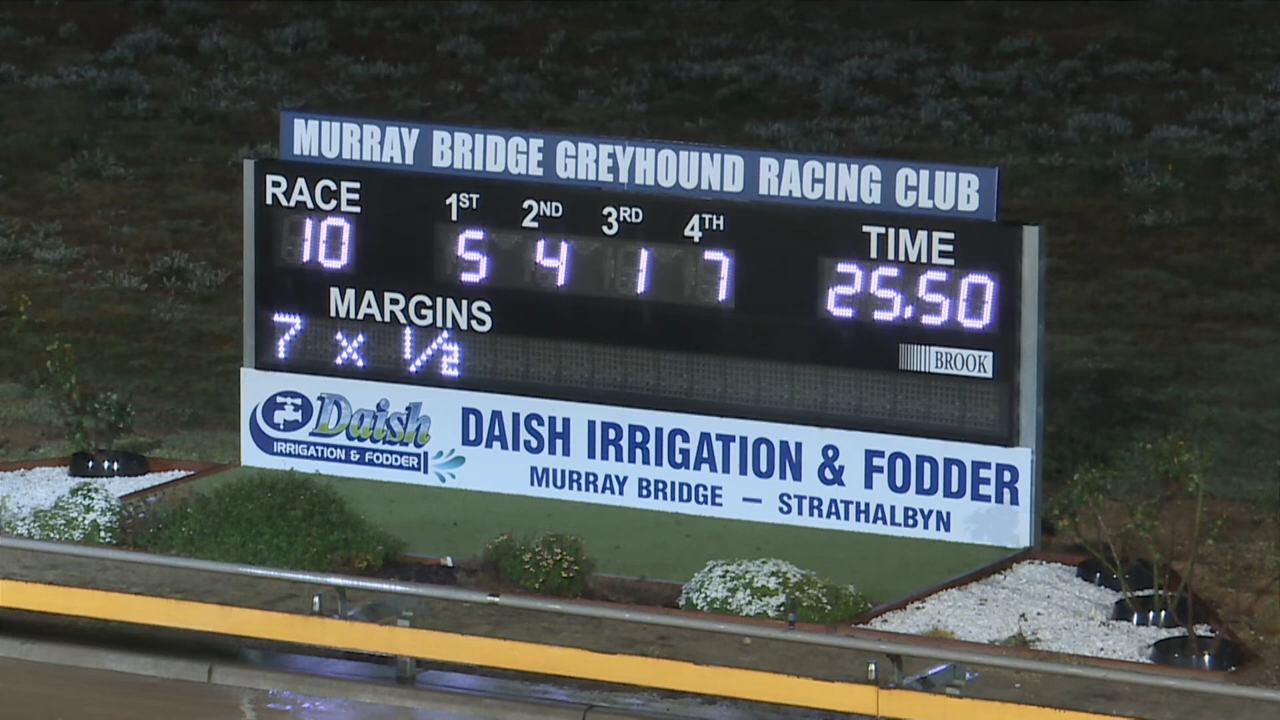 MURRAY BRIDGE GREYHOUND RACING CLUB
RACE 1ST 2ND 3RD 4TH TIME
10 5 4 1 7 25.50
MARGINS
7 x 1/2
BROOK
Daish
IRRIGATION & FODDER
DAISH IRRIGATION & FODDER
MURRAY BRIDGE – STRATHALBYN